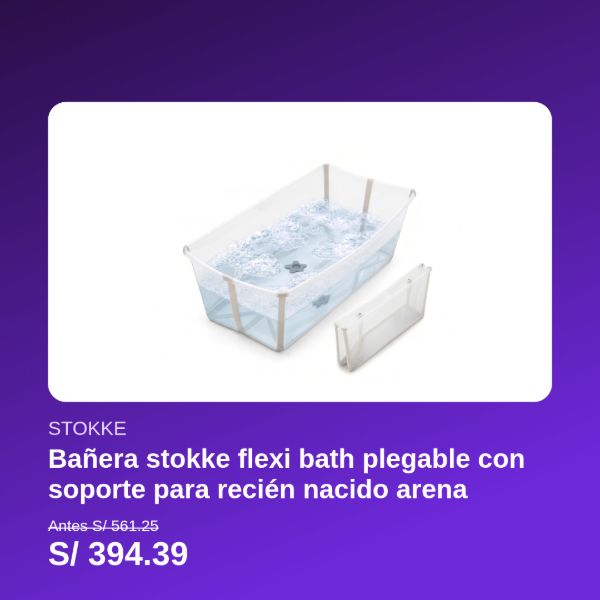 STOKKE
Bañera stokke flexi bath plegable con
soporte para recién nacido arena
Antes S/ 561.25
S/ 394.39